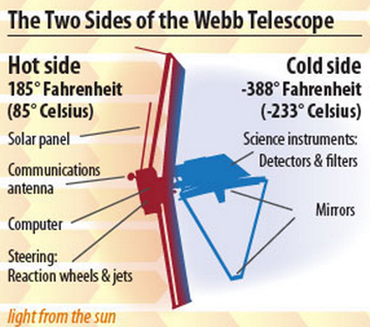 The Two Sides of the Webb Telescope
Hot side
185° Fahrenheit
(85° Celsius)
Solar panel
Communications
antenna
Computer
Steering:
Reaction wheels & jets
light from the sun
Cold side
-388° Fahrenheit
(-233° Celsius)
Science instruments:
Detectors & filters
Mirrors